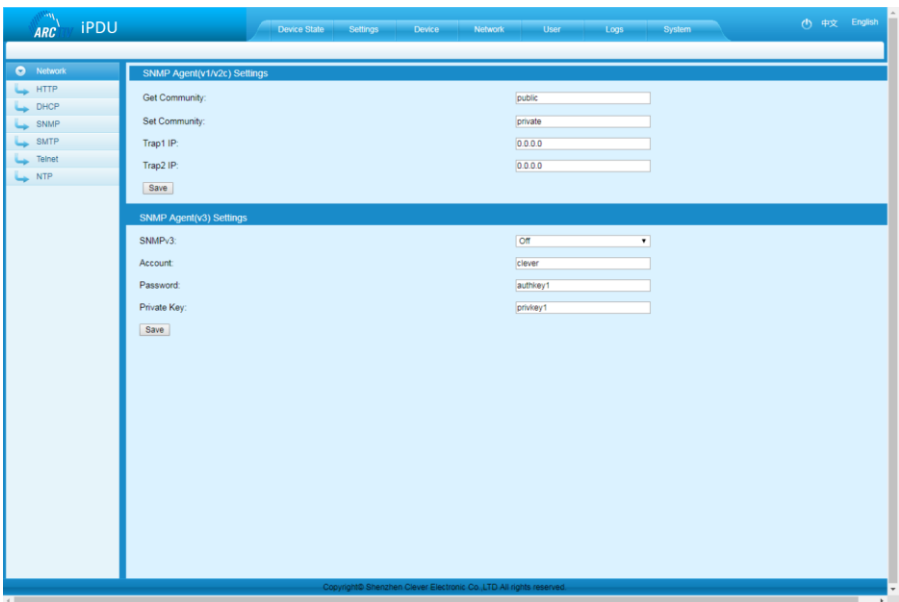 ARC iPDU
Device State Settings Device Network User Logs System 中文 English
Network
HTTP
DHCP
SNMP
SMTP
Telnet
NTP
SNMP Agent(v1/v2c) Settings
Get Community: public
Set Community: private
Trap1 IP: 0.0.0.0
Trap2 IP: 0.0.0.0
Save
SNMP Agent(v3) Settings
SNMPv3: Off
Account: clever
Password: authkey1
Private Key: privkey1
Save
Copyright© Shenzhen Clever Electronic Co.,LTD All rights reserved.